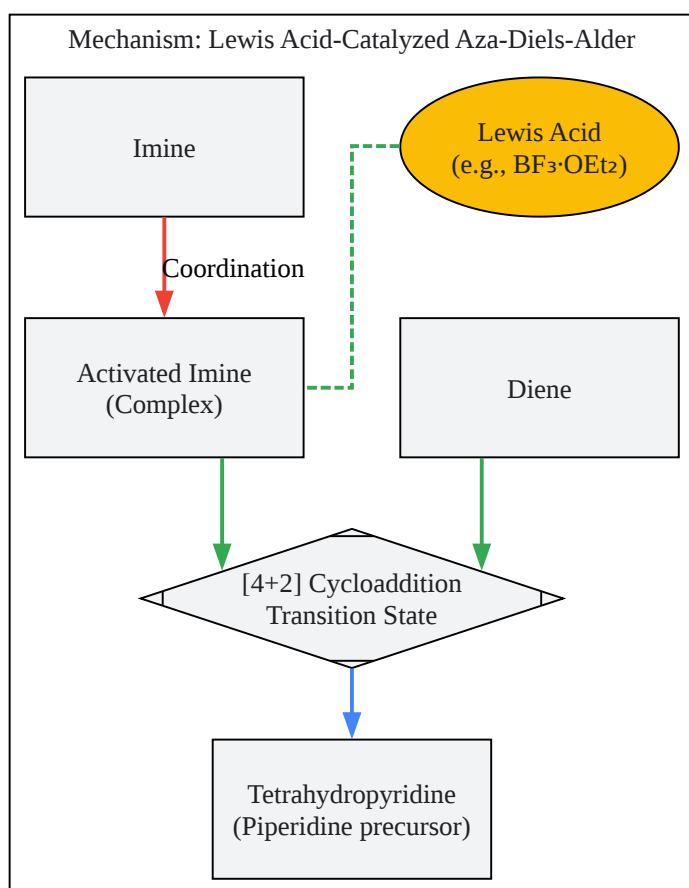 Mechanism: Lewis Acid-Catalyzed Aza-Diels-Alder
Imine
Lewis Acid
(e.g., BF₃·OEt₂)
Coordination
Activated Imine
(Complex)
Diene
[4+2] Cycloaddition
Transition State
Tetrahydropyridine
(Piperidine precursor)